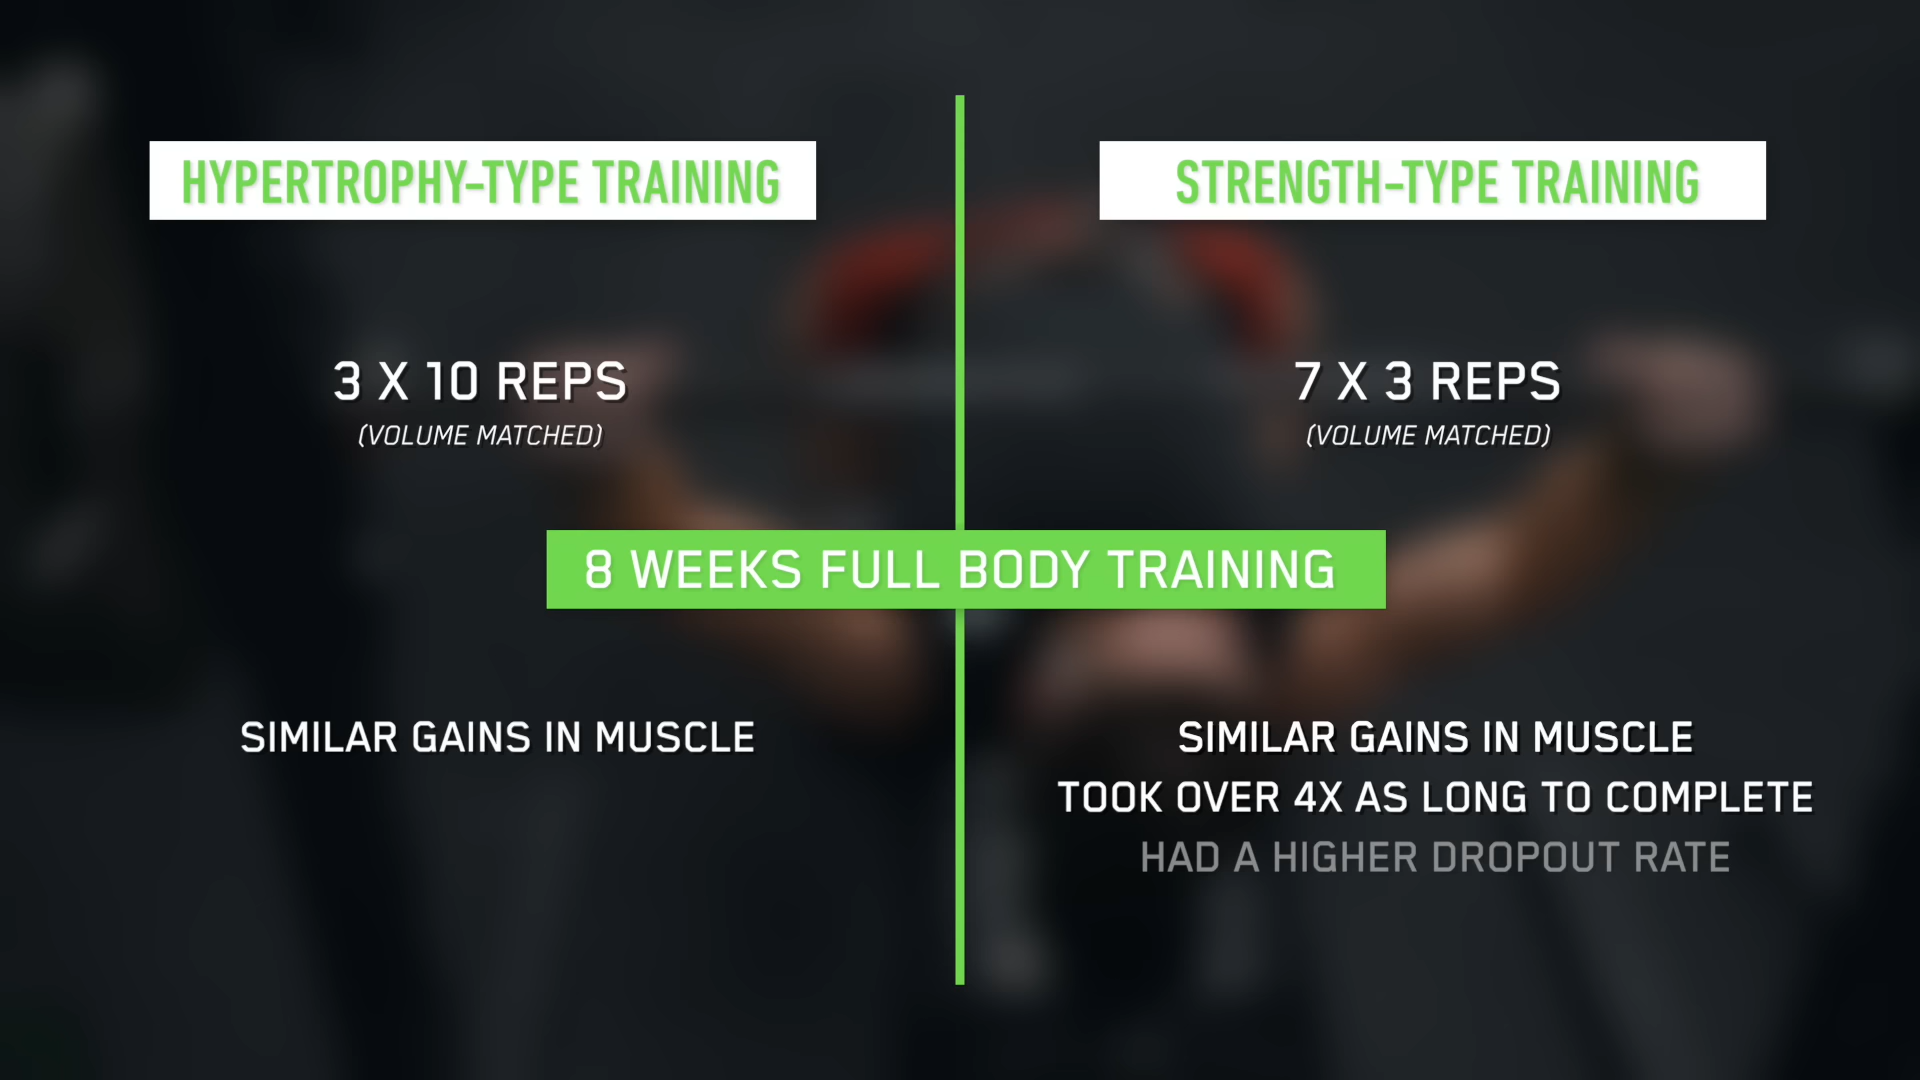 HYPERTROPHY-TYPE TRAINING
STRENGTH-TYPE TRAINING
3 X 10 REPS
(VOLUME MATCHED)
7 X 3 REPS
(VOLUME MATCHED)
8 WEEKS FULL BODY TRAINING
SIMILAR GAINS IN MUSCLE
SIMILAR GAINS IN MUSCLE
TOOK OVER 4X AS LONG TO COMPLETE
HAD A HIGHER DROPOUT RATE